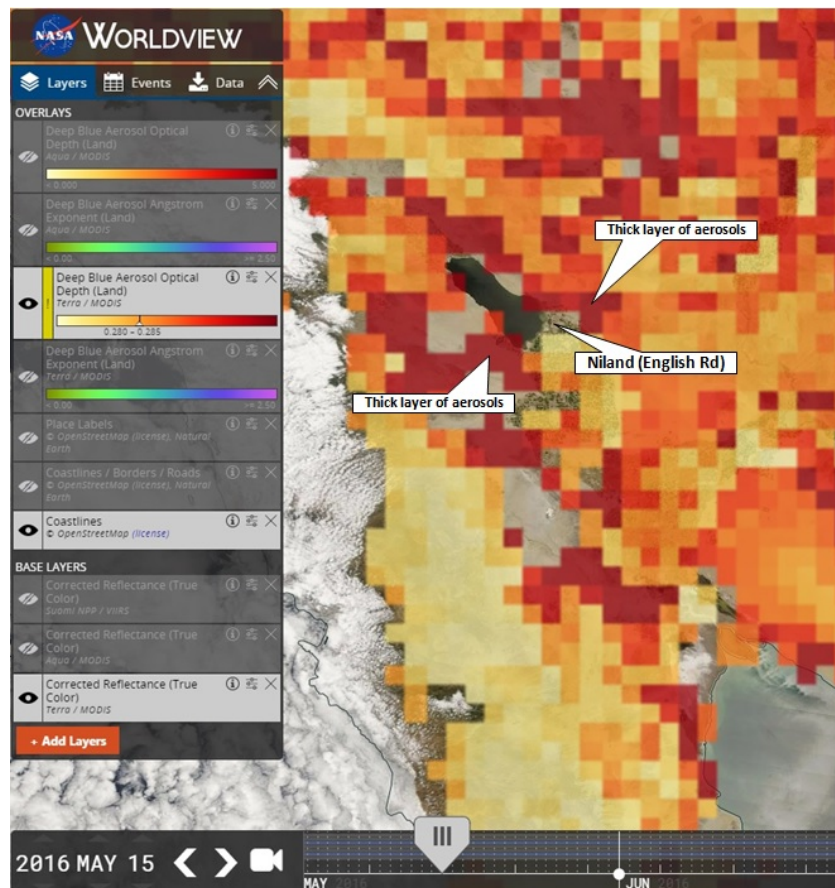 NASA WORLDVIEW
Layers Events Data
OVERLAYS
Deep Blue Aerosol Optical
Depth (Land)
Aqua / MODIS
< 0.000 5.000
Deep Blue Aerosol Angstrom
Exponent (Land)
Aqua / MODIS
< 0.00 >= 2.50
Deep Blue Aerosol Optical
Depth (Land)
Terra / MODIS
0.280 – 0.285
Deep Blue Aerosol Angstrom
Exponent (Land)
Terra / MODIS
< 0.00 >= 2.50
Place Labels
© OpenStreetMap (license), Natural
Earth
Coastlines / Borders / Roads
© OpenStreetMap (license), Natural
Earth
Coastlines
© OpenStreetMap (license)
BASE LAYERS
Corrected Reflectance (True
Color)
Suomi NPP / VIIRS
Corrected Reflectance (True
Color)
Aqua / MODIS
Corrected Reflectance (True
Color)
Terra / MODIS
+ Add Layers
Thick layer of aerosols
Niland (English Rd)
Thick layer of aerosols
2016 MAY 15
MAY 2016 JUN 2016